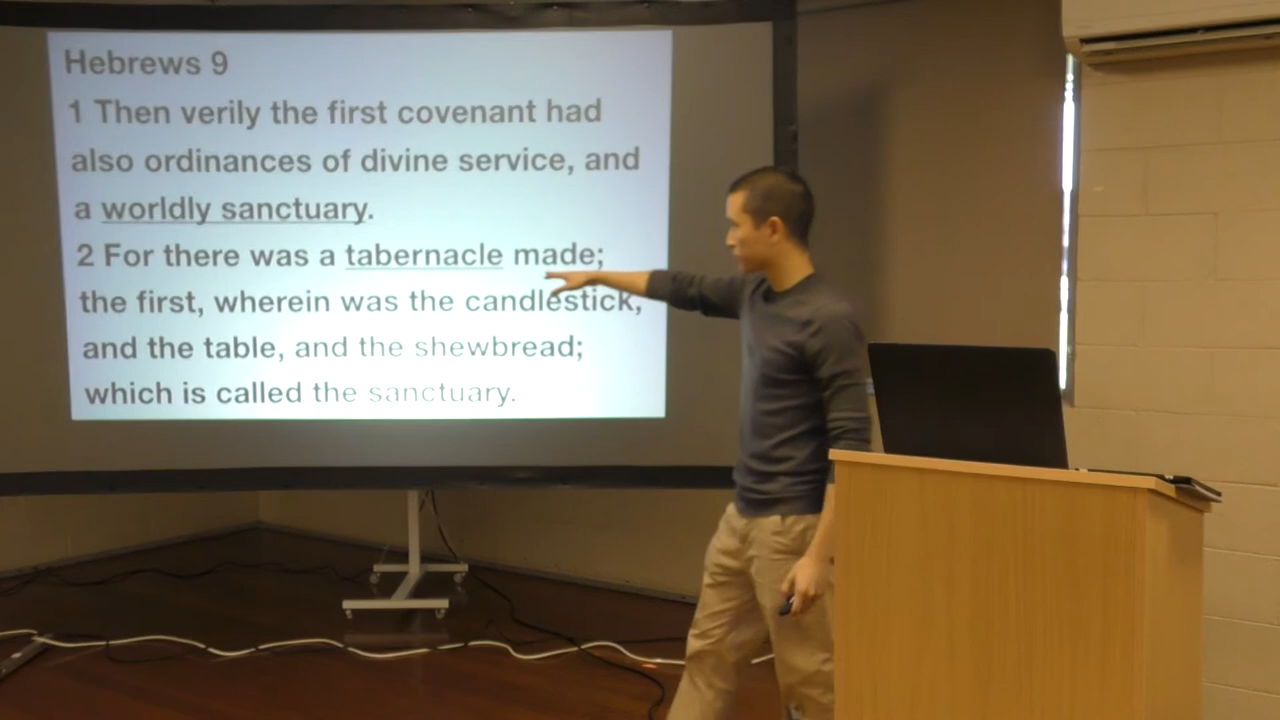 Hebrews 9
1 Then verily the first covenant had
also ordinances of divine service, and
a worldly sanctuary.
2 For there was a tabernacle made;
the first, wherein was the candlestick,
and the table, and the shewbread;
which is called the sanctuary.